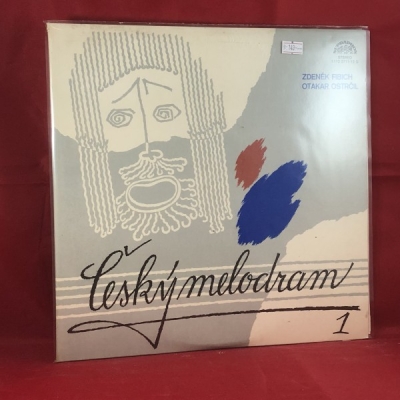 ZDENĚK FIBICH
OTAKAR OSTRČIL
Český melodram
1